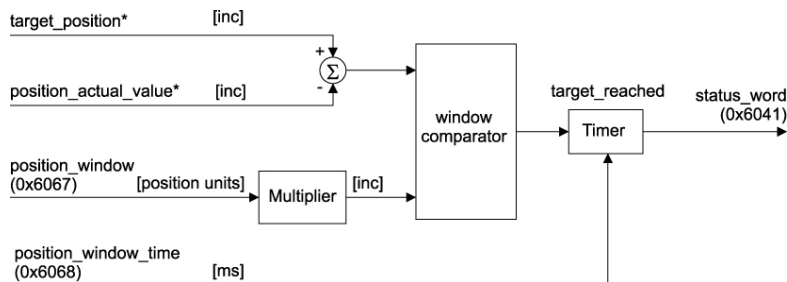 target_position* [inc]
+
Σ
-
position_actual_value* [inc]
window
comparator
target_reached
Timer
status_word
(0x6041)
position_window
(0x6067) [position units]
Multiplier
[inc]
position_window_time
(0x6068) [ms]